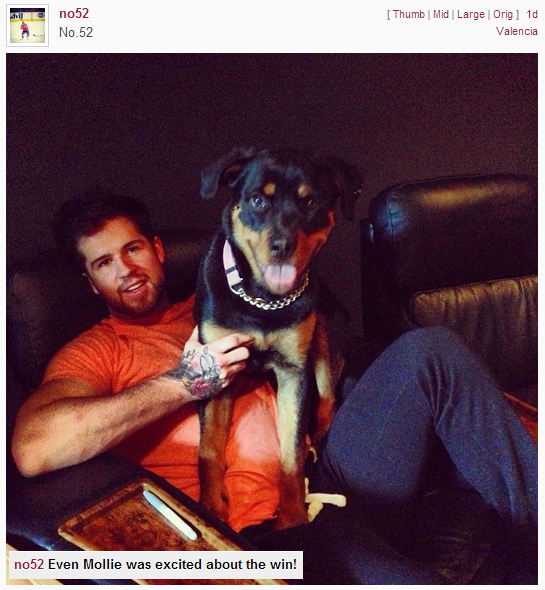 no52
[ Thumb | Mid | Large | Orig ] 1d
No.52
Valencia
no52 Even Mollie was excited about the win!